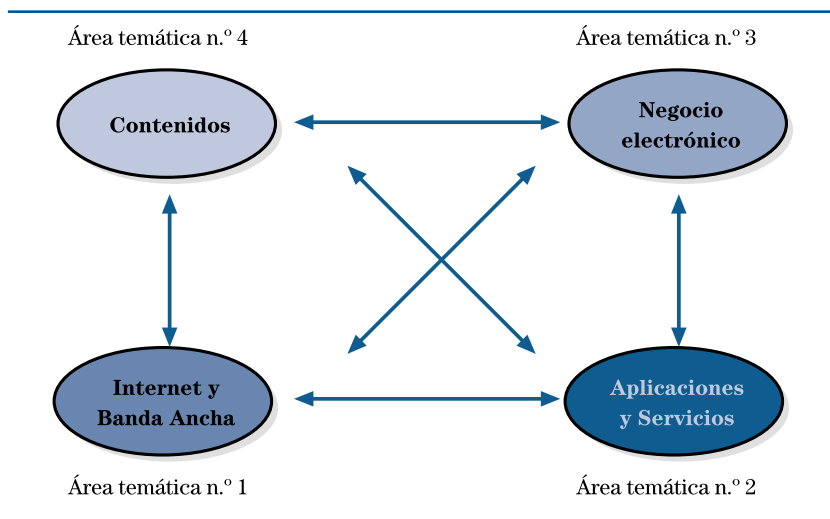 Área temática n.º 4
Área temática n.º 3
Contenidos
Negocio
electrónico
Internet y
Banda Ancha
Aplicaciones
y Servicios
Área temática n.º 1
Área temática n.º 2